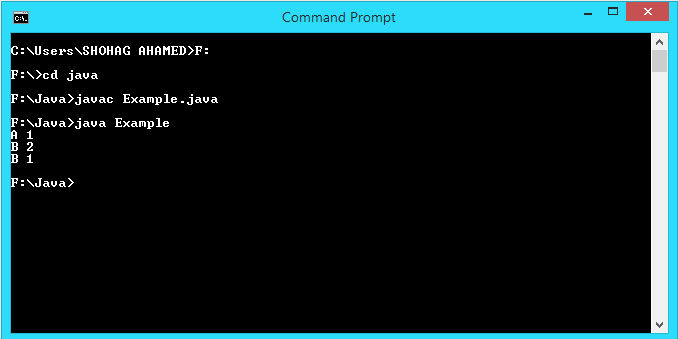 Command Prompt
C:\Users\SHOHAG AHAMED>F:
F:\>cd java
F:\Java>javac Example.java
F:\Java>java Example
A 1
B 2
B 1
F:\Java>